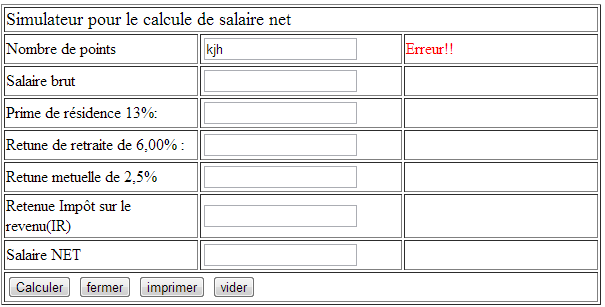 Simulateur pour le calcule de salaire net
Nombre de points kjh Erreur!!
Salaire brut
Prime de résidence 13%:
Retune de retraite de 6,00% :
Retune metuelle de 2,5%
Retenue Impôt sur le
revenu(IR)
Salaire NET
Calculer fermer imprimer vider